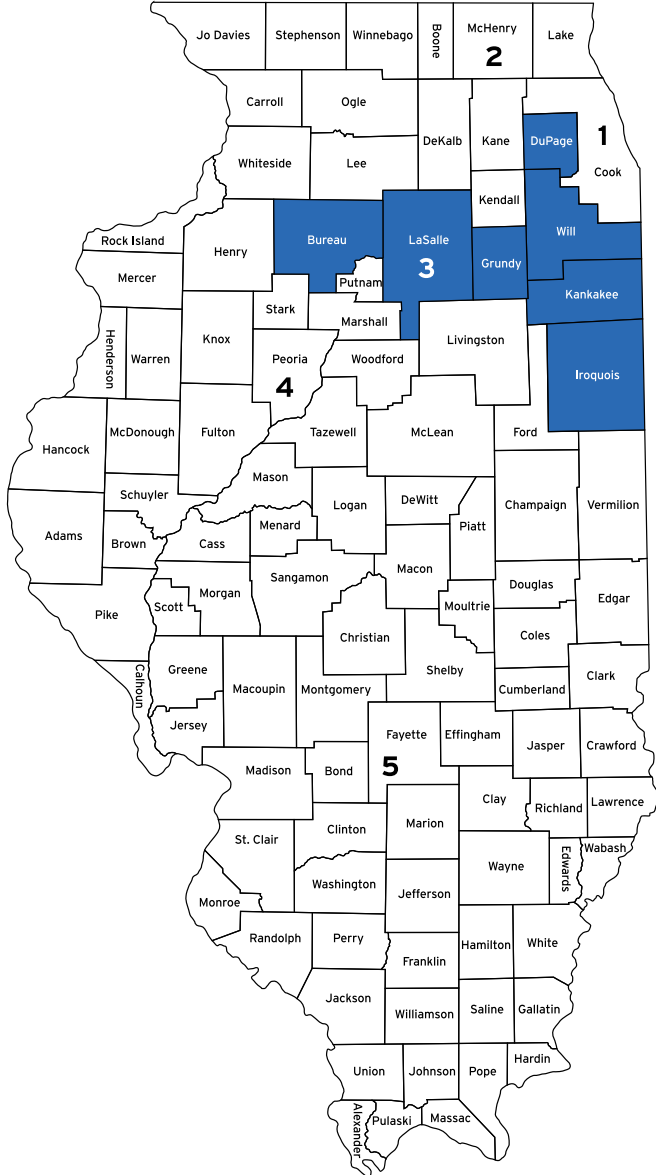 Jo Davies
Stephenson
Winnebago
Boone
McHenry
2
Lake
Carroll
Ogle
DeKalb
Kane
DuPage
1
Cook
Whiteside
Lee
Kendall
Rock Island
Henry
Bureau
LaSalle
3
Will
Grundy
Mercer
Putnam
Kankakee
Stark
Marshall
Henderson
Warren
Knox
Peoria
4
Woodford
Livingston
Iroquois
Hancock
McDonough
Fulton
Tazewell
McLean
Ford
Mason
Schuyler
Logan
DeWitt
Piatt
Champaign
Vermilion
Adams
Brown
Cass
Menard
Macon
Sangamon
Pike
Scott
Morgan
Moultrie
Douglas
Edgar
Christian
Coles
Calhoun
Greene
Macoupin
Montgomery
Shelby
Cumberland
Clark
Jersey
Fayette
5
Effingham
Jasper
Crawford
Madison
Bond
Clay
Richland
Lawrence
St. Clair
Clinton
Marion
Edwards
Wabash
Wayne
Monroe
Washington
Jefferson
Randolph
Perry
Franklin
Hamilton
White
Jackson
Williamson
Saline
Gallatin
Union
Johnson
Pope
Hardin
Alexander
Pulaski
Massac